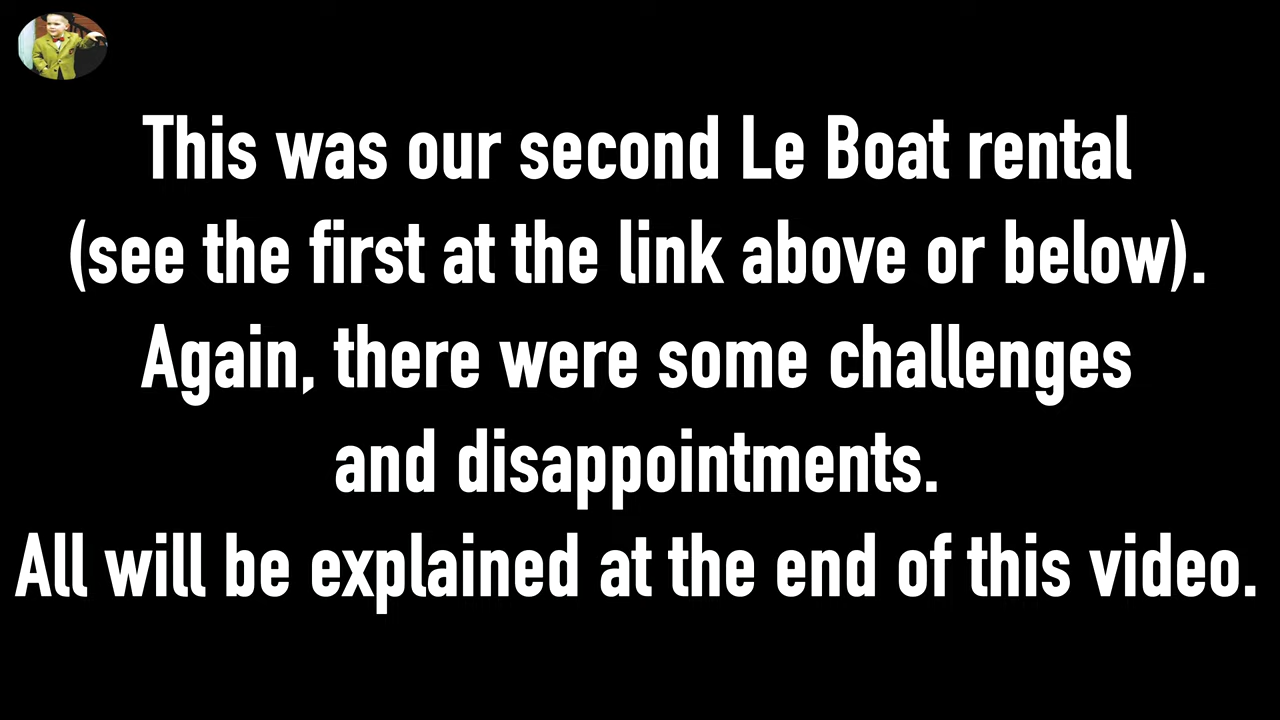 This was our second Le Boat rental
(see the first at the link above or below).
Again, there were some challenges
and disappointments.
All will be explained at the end of this video.